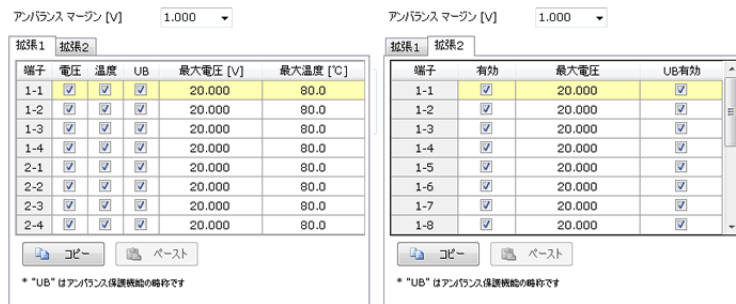 アンバランス マージン [V] 1.000
拡張1 拡張2
端子 電圧 温度 UB 最大電圧 [V] 最大温度 [℃]
1-1 20.000 80.0
1-2 20.000 80.0
1-3 20.000 80.0
1-4 20.000 80.0
2-1 20.000 80.0
2-2 20.000 80.0
2-3 20.000 80.0
2-4 20.000 80.0
コピー ペースト
* "UB" はアンバランス保護機能の略称です
アンバランス マージン [V] 1.000
拡張1 拡張2
端子 有効 最大電圧 UB有効
1-1 20.000
1-2 20.000
1-3 20.000
1-4 20.000
1-5 20.000
1-6 20.000
1-7 20.000
1-8 20.000
コピー ペースト
* "UB" はアンバランス保護機能の略称です